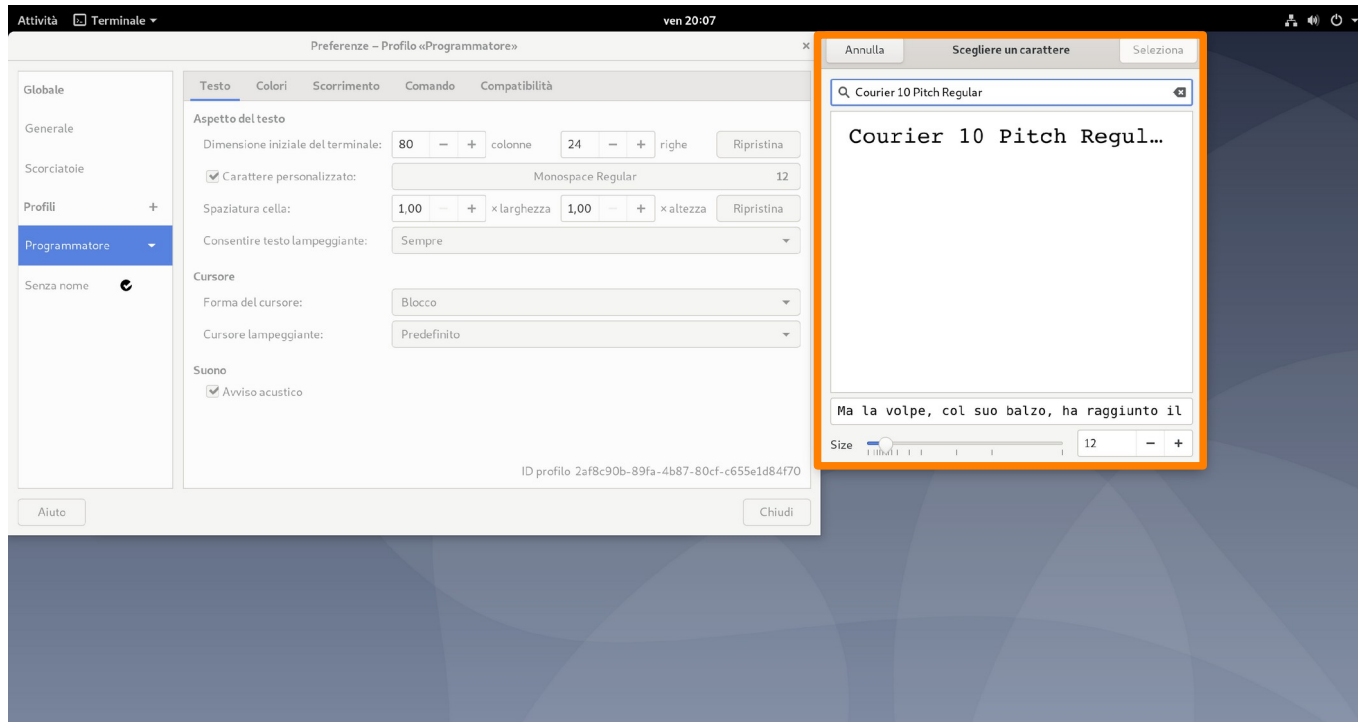 Attività Terminale ven 20:07
Preferenze – Profilo «Programmatore»
Globale
Generale
Scorciatoie
Profili
Programmatore
Senza nome
Testo Colori Scorrimento Comando Compatibilità
Aspetto del testo
Dimensione iniziale del terminale: 80 − + colonne 24 − + righe Ripristina
Carattere personalizzato: Monospace Regular 12
Spaziatura cella: 1,00 − + × larghezza 1,00 − + × altezza Ripristina
Consentire testo lampeggiante: Sempre
Cursore
Forma del cursore: Blocco
Cursore lampeggiante: Predefinito
Suono
Avviso acustico
ID profilo 2af8c90b-89fa-4b87-80cf-c655e1d84f70
Aiuto Chiudi
Annulla Scegliere un carattere Seleziona
Courier 10 Pitch Regular
Courier 10 Pitch Regul…
Ma la volpe, col suo balzo, ha raggiunto il
Size 12 − +